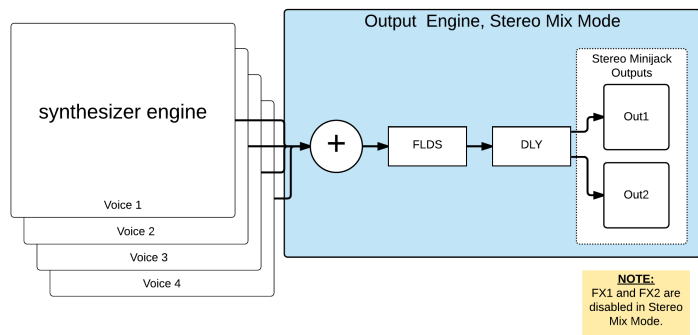 Output Engine, Stereo Mix Mode
synthesizer engine
Voice 1
Voice 2
Voice 3
Voice 4
+
FLDS
DLY
Stereo Minijack
Outputs
Out1
Out2
NOTE:
FX1 and FX2 are
disabled in Stereo
Mix Mode.